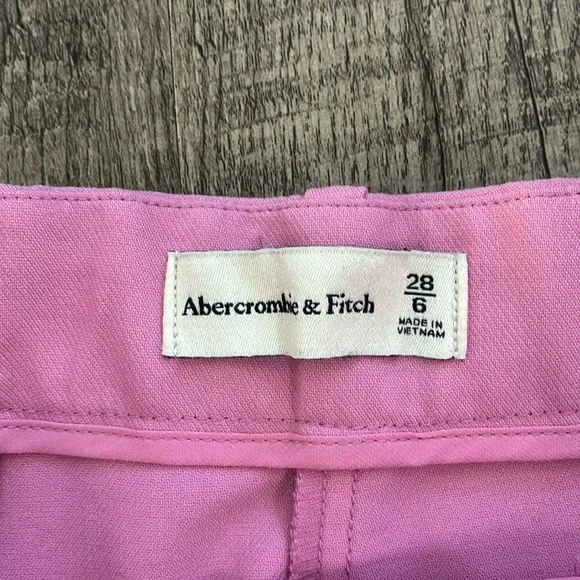 Abercrombie & Fitch
28
6
MADE IN
VIETNAM